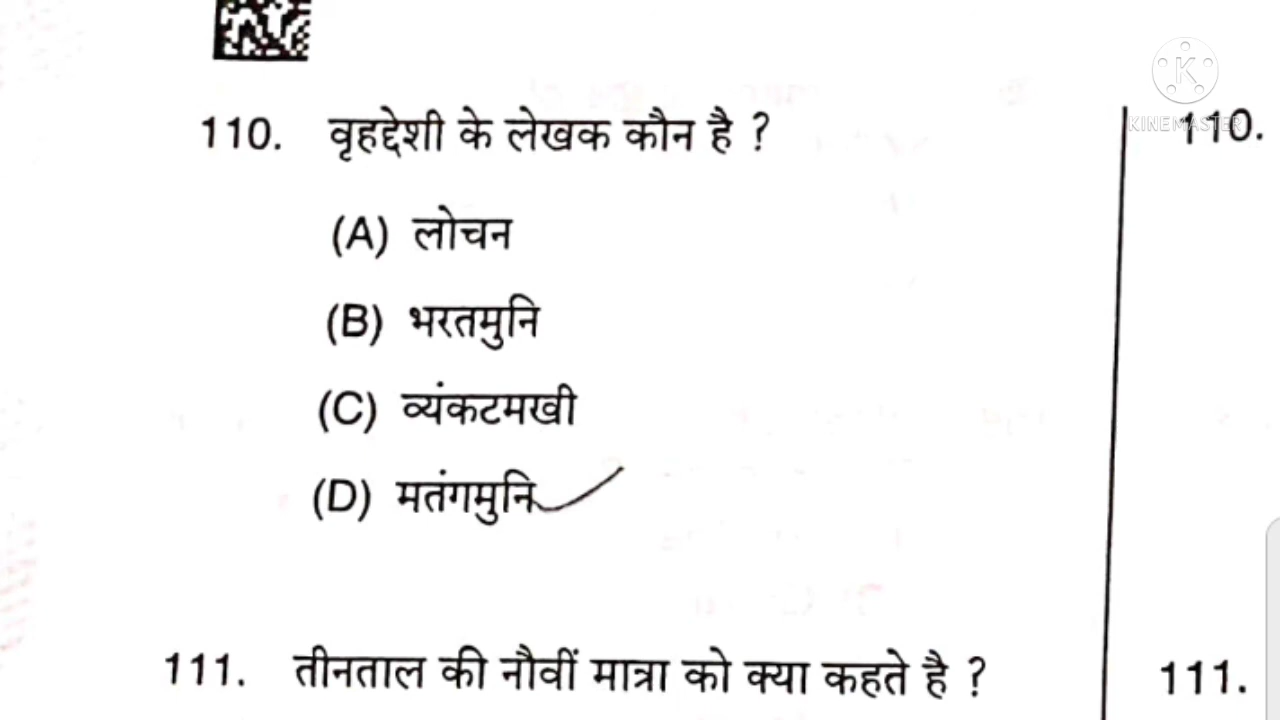 KINEMASTER
110. वृहद्देशी के लेखक कौन है ?
110.
(A) लोचन
(B) भरतमुनि
(C) व्यंकटमखी
(D) मतंगमुनि
111. तीनताल की नौवीं मात्रा को क्या कहते है ?
111.